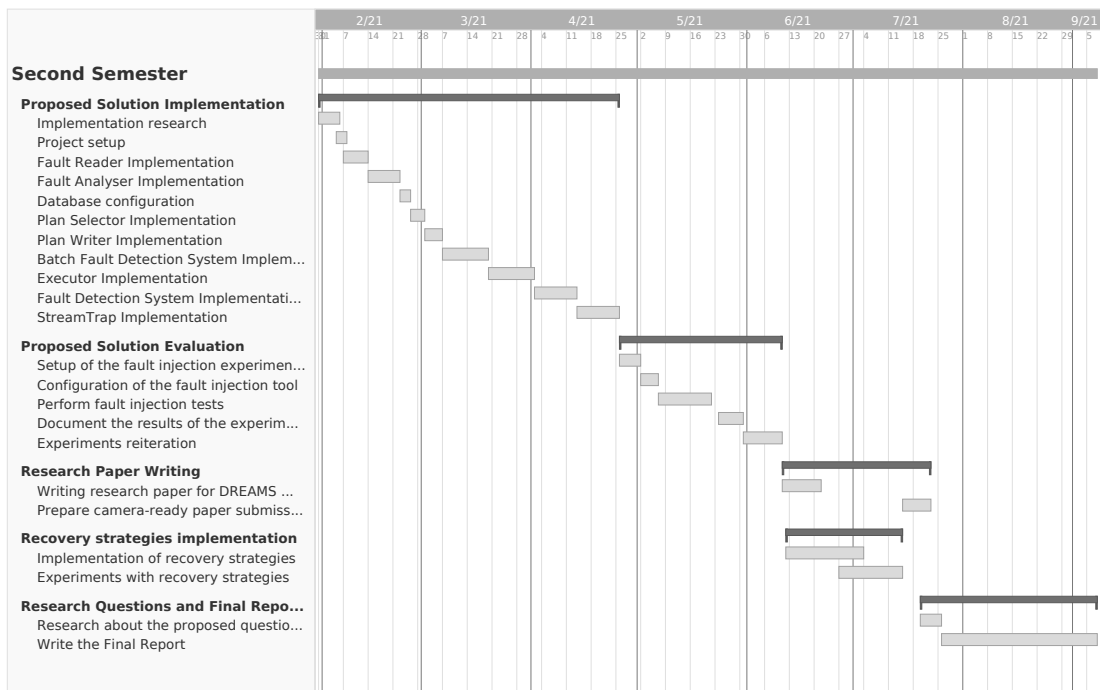 2/21 3/21 4/21 5/21 6/21 7/21 8/21 9/21
7 14 21 28 7 14 21 28 4 11 18 25 2 9 16 23 30 6 13 20 27 4 11 18 25 1 8 15 22 29 5
Second Semester
Proposed Solution Implementation
Implementation research
Project setup
Fault Reader Implementation
Fault Analyser Implementation
Database configuration
Plan Selector Implementation
Plan Writer Implementation
Batch Fault Detection System Implem...
Executor Implementation
Fault Detection System Implementati...
StreamTrap Implementation
Proposed Solution Evaluation
Setup of the fault injection experimen...
Configuration of the fault injection tool
Perform fault injection tests
Document the results of the experim...
Experiments reiteration
Research Paper Writing
Writing research paper for DREAMS ...
Prepare camera-ready paper submiss...
Recovery strategies implementation
Implementation of recovery strategies
Experiments with recovery strategies
Research Questions and Final Repo...
Research about the proposed questio...
Write the Final Report